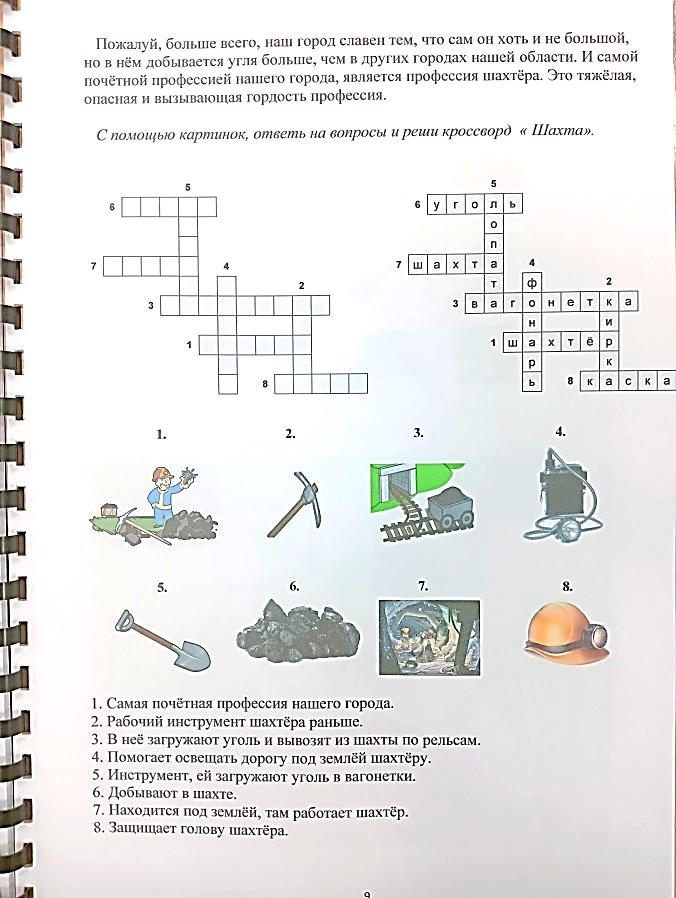 Пожалуй, больше всего, наш город славен тем, что сам он хоть и не большой,
но в нём добывается угля больше, чем в других городах нашей области. И самой
почётной профессией нашего города, является профессия шахтёра. Это тяжёлая,
опасная и вызывающая гордость профессия.
С помощью картинок, ответь на вопросы и реши кроссворд « Шахта».
5
6
7
4
2
3
1
8
5
6 у г о л ь
о
п
7 ш а х т а 4
т ф 2
3 в а г о н е т к а
н и
1 ш а х т ё р
р к
ь 8 к а с к а
1. 2. 3. 4.
5. 6. 7. 8.
1. Самая почётная профессия нашего города.
2. Рабочий инструмент шахтёра раньше.
3. В неё загружают уголь и вывозят из шахты по рельсам.
4. Помогает освещать дорогу под землёй шахтёру.
5. Инструмент, ей загружают уголь в вагонетки.
6. Добывают в шахте.
7. Находится под землёй, там работает шахтёр.
8. Защищает голову шахтёра.
9